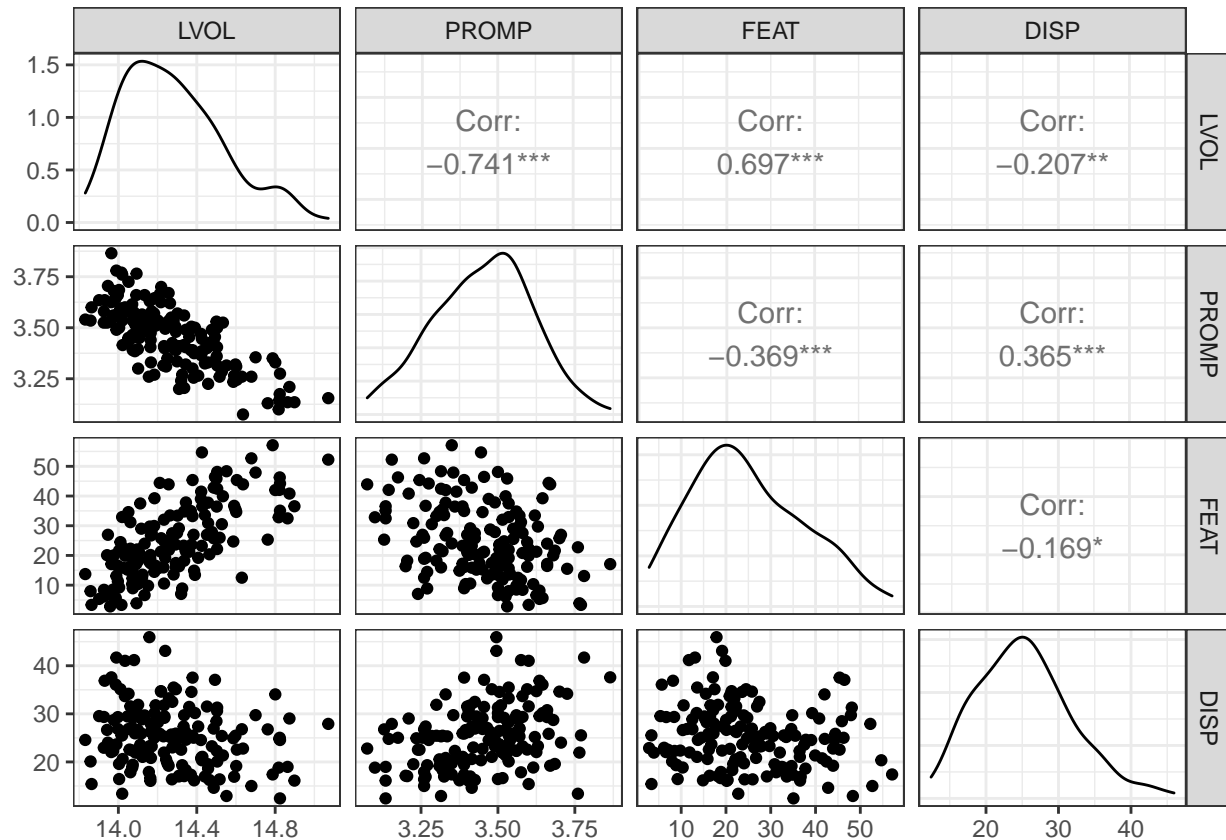 LVOL PROMP FEAT DISP
1.5
1.0
0.5
0.0
Corr:
−0.741***
Corr:
0.697***
Corr:
−0.207**
LVOL
3.75
3.50
3.25
Corr:
−0.369***
Corr:
0.365***
PROMP
50
40
30
20
10
Corr:
−0.169*
FEAT
40
30
20
DISP
14.0 14.4 14.8 3.25 3.50 3.75 10 20 30 40 50 20 30 40